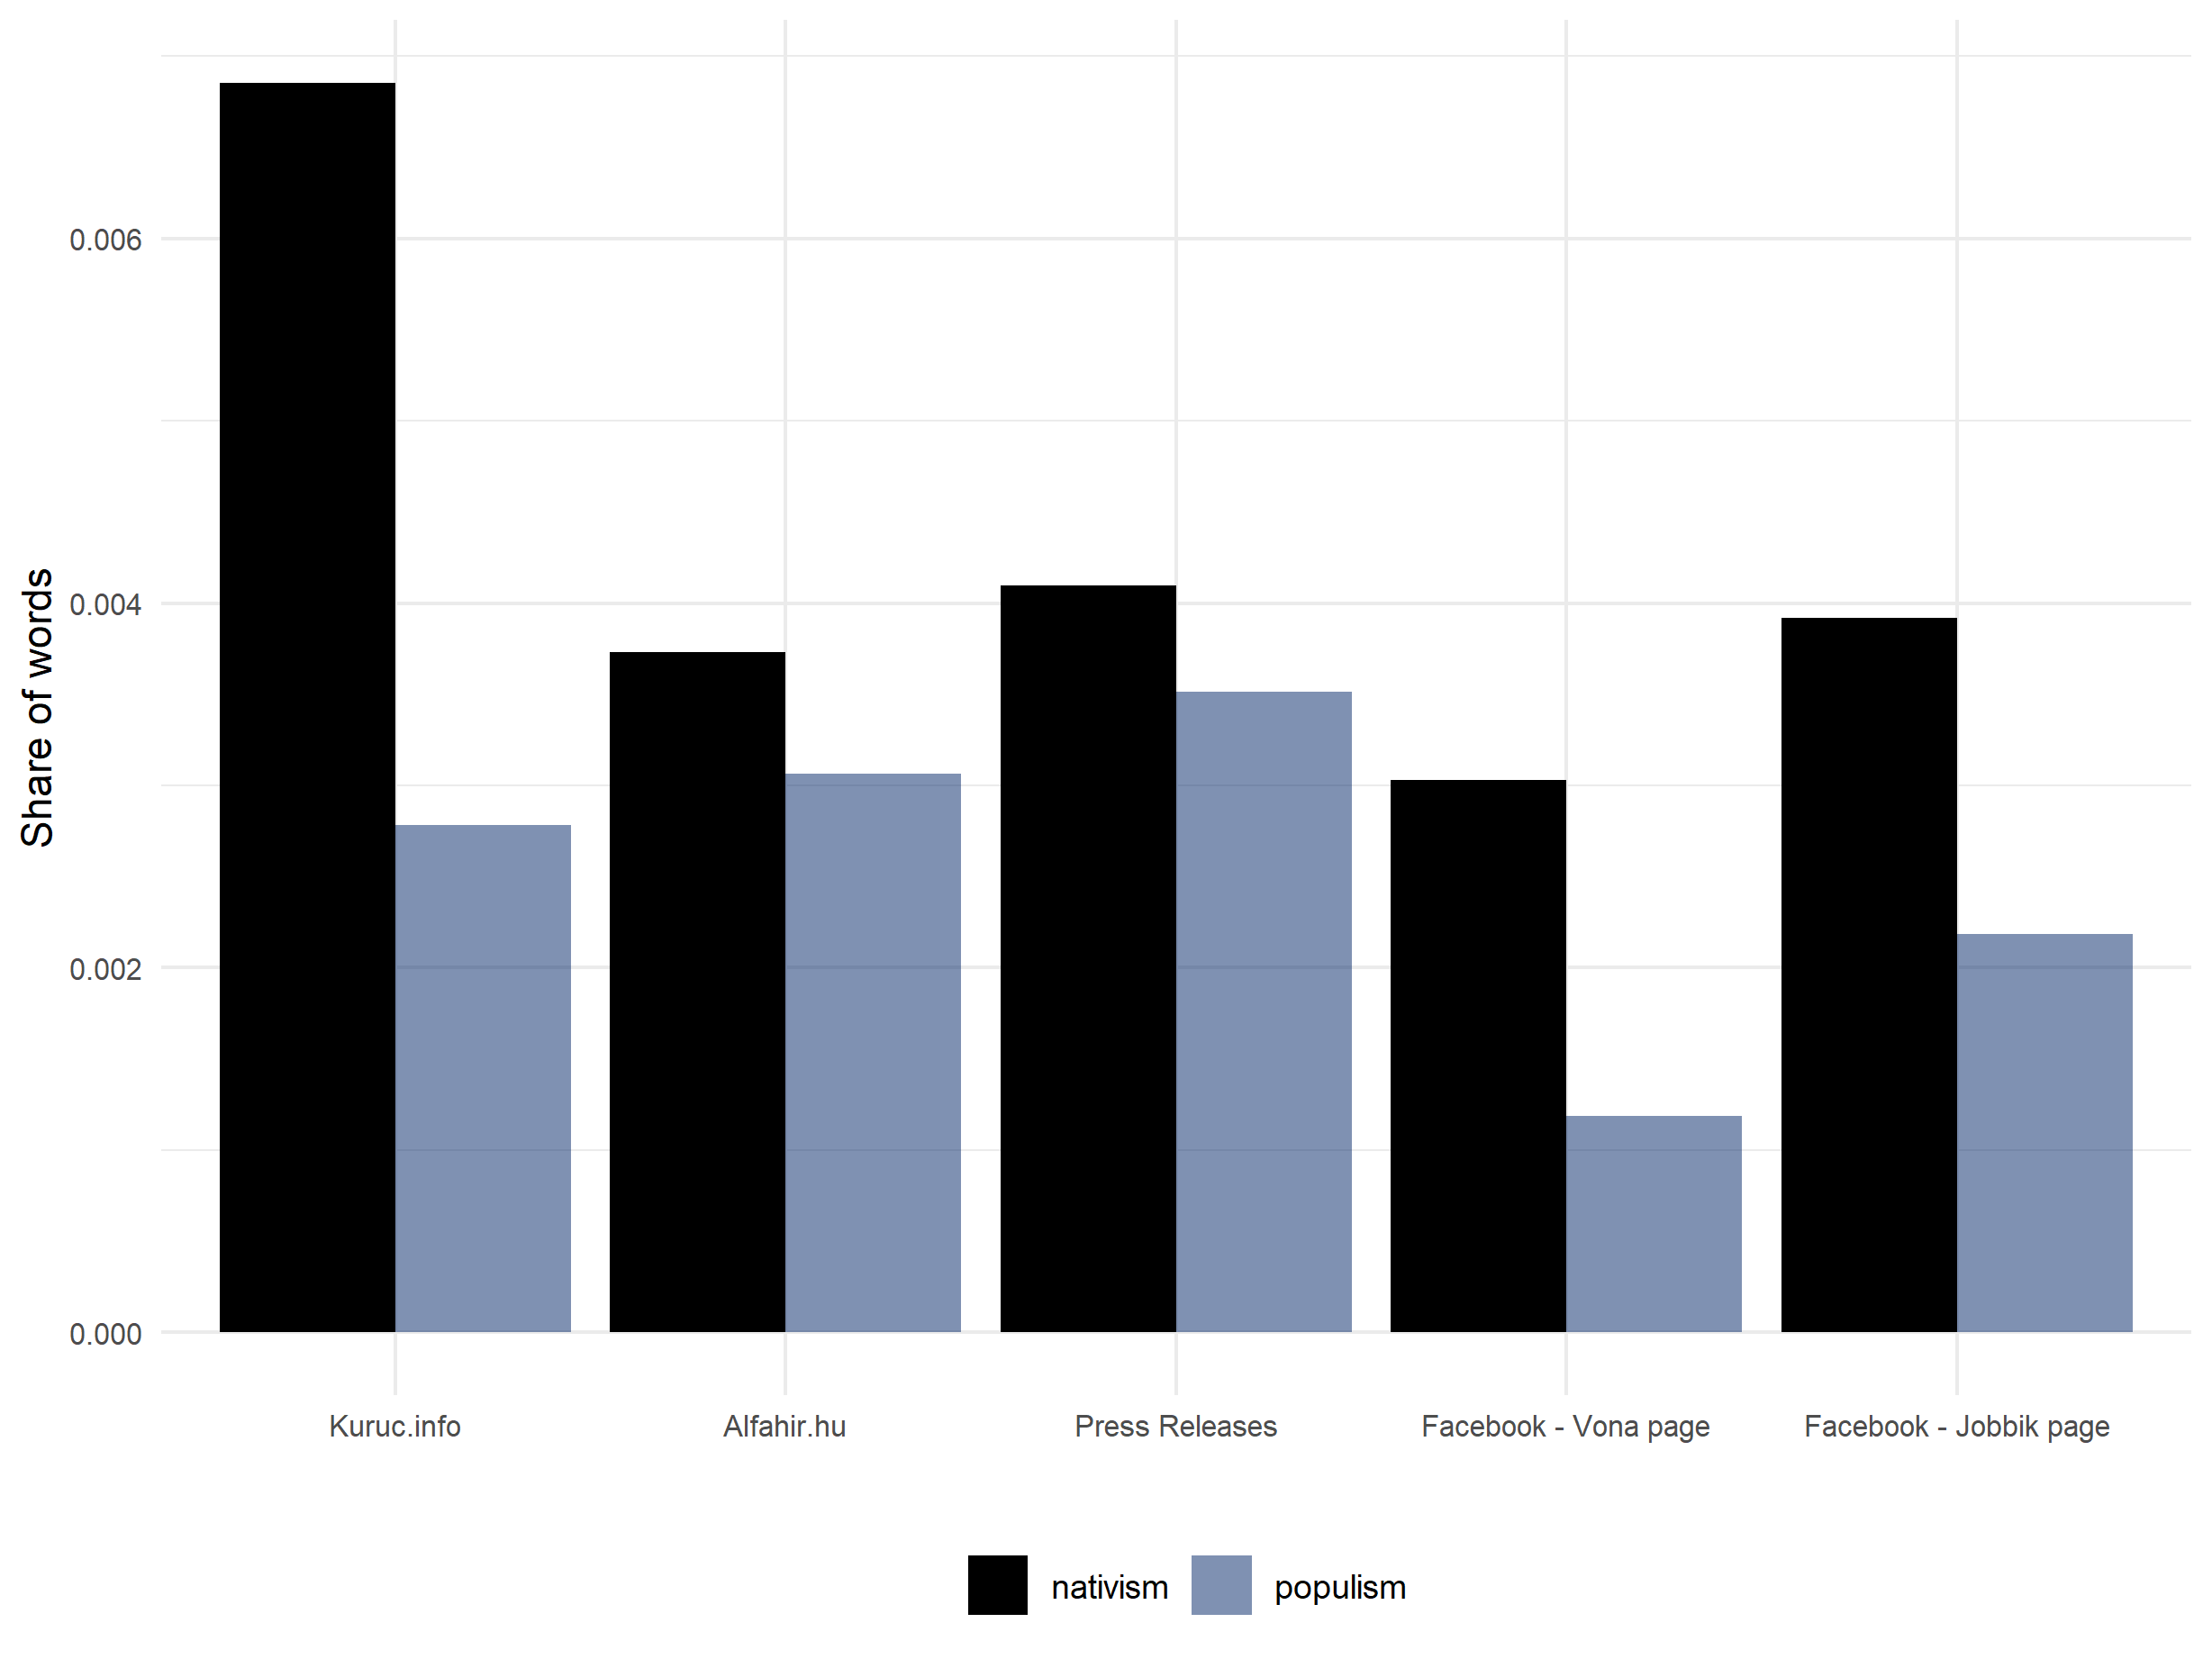 Share of words
0.006
0.004
0.002
0.000
Kuruc.info
Alfahir.hu
Press Releases
Facebook - Vona page
Facebook - Jobbik page
nativism
populism